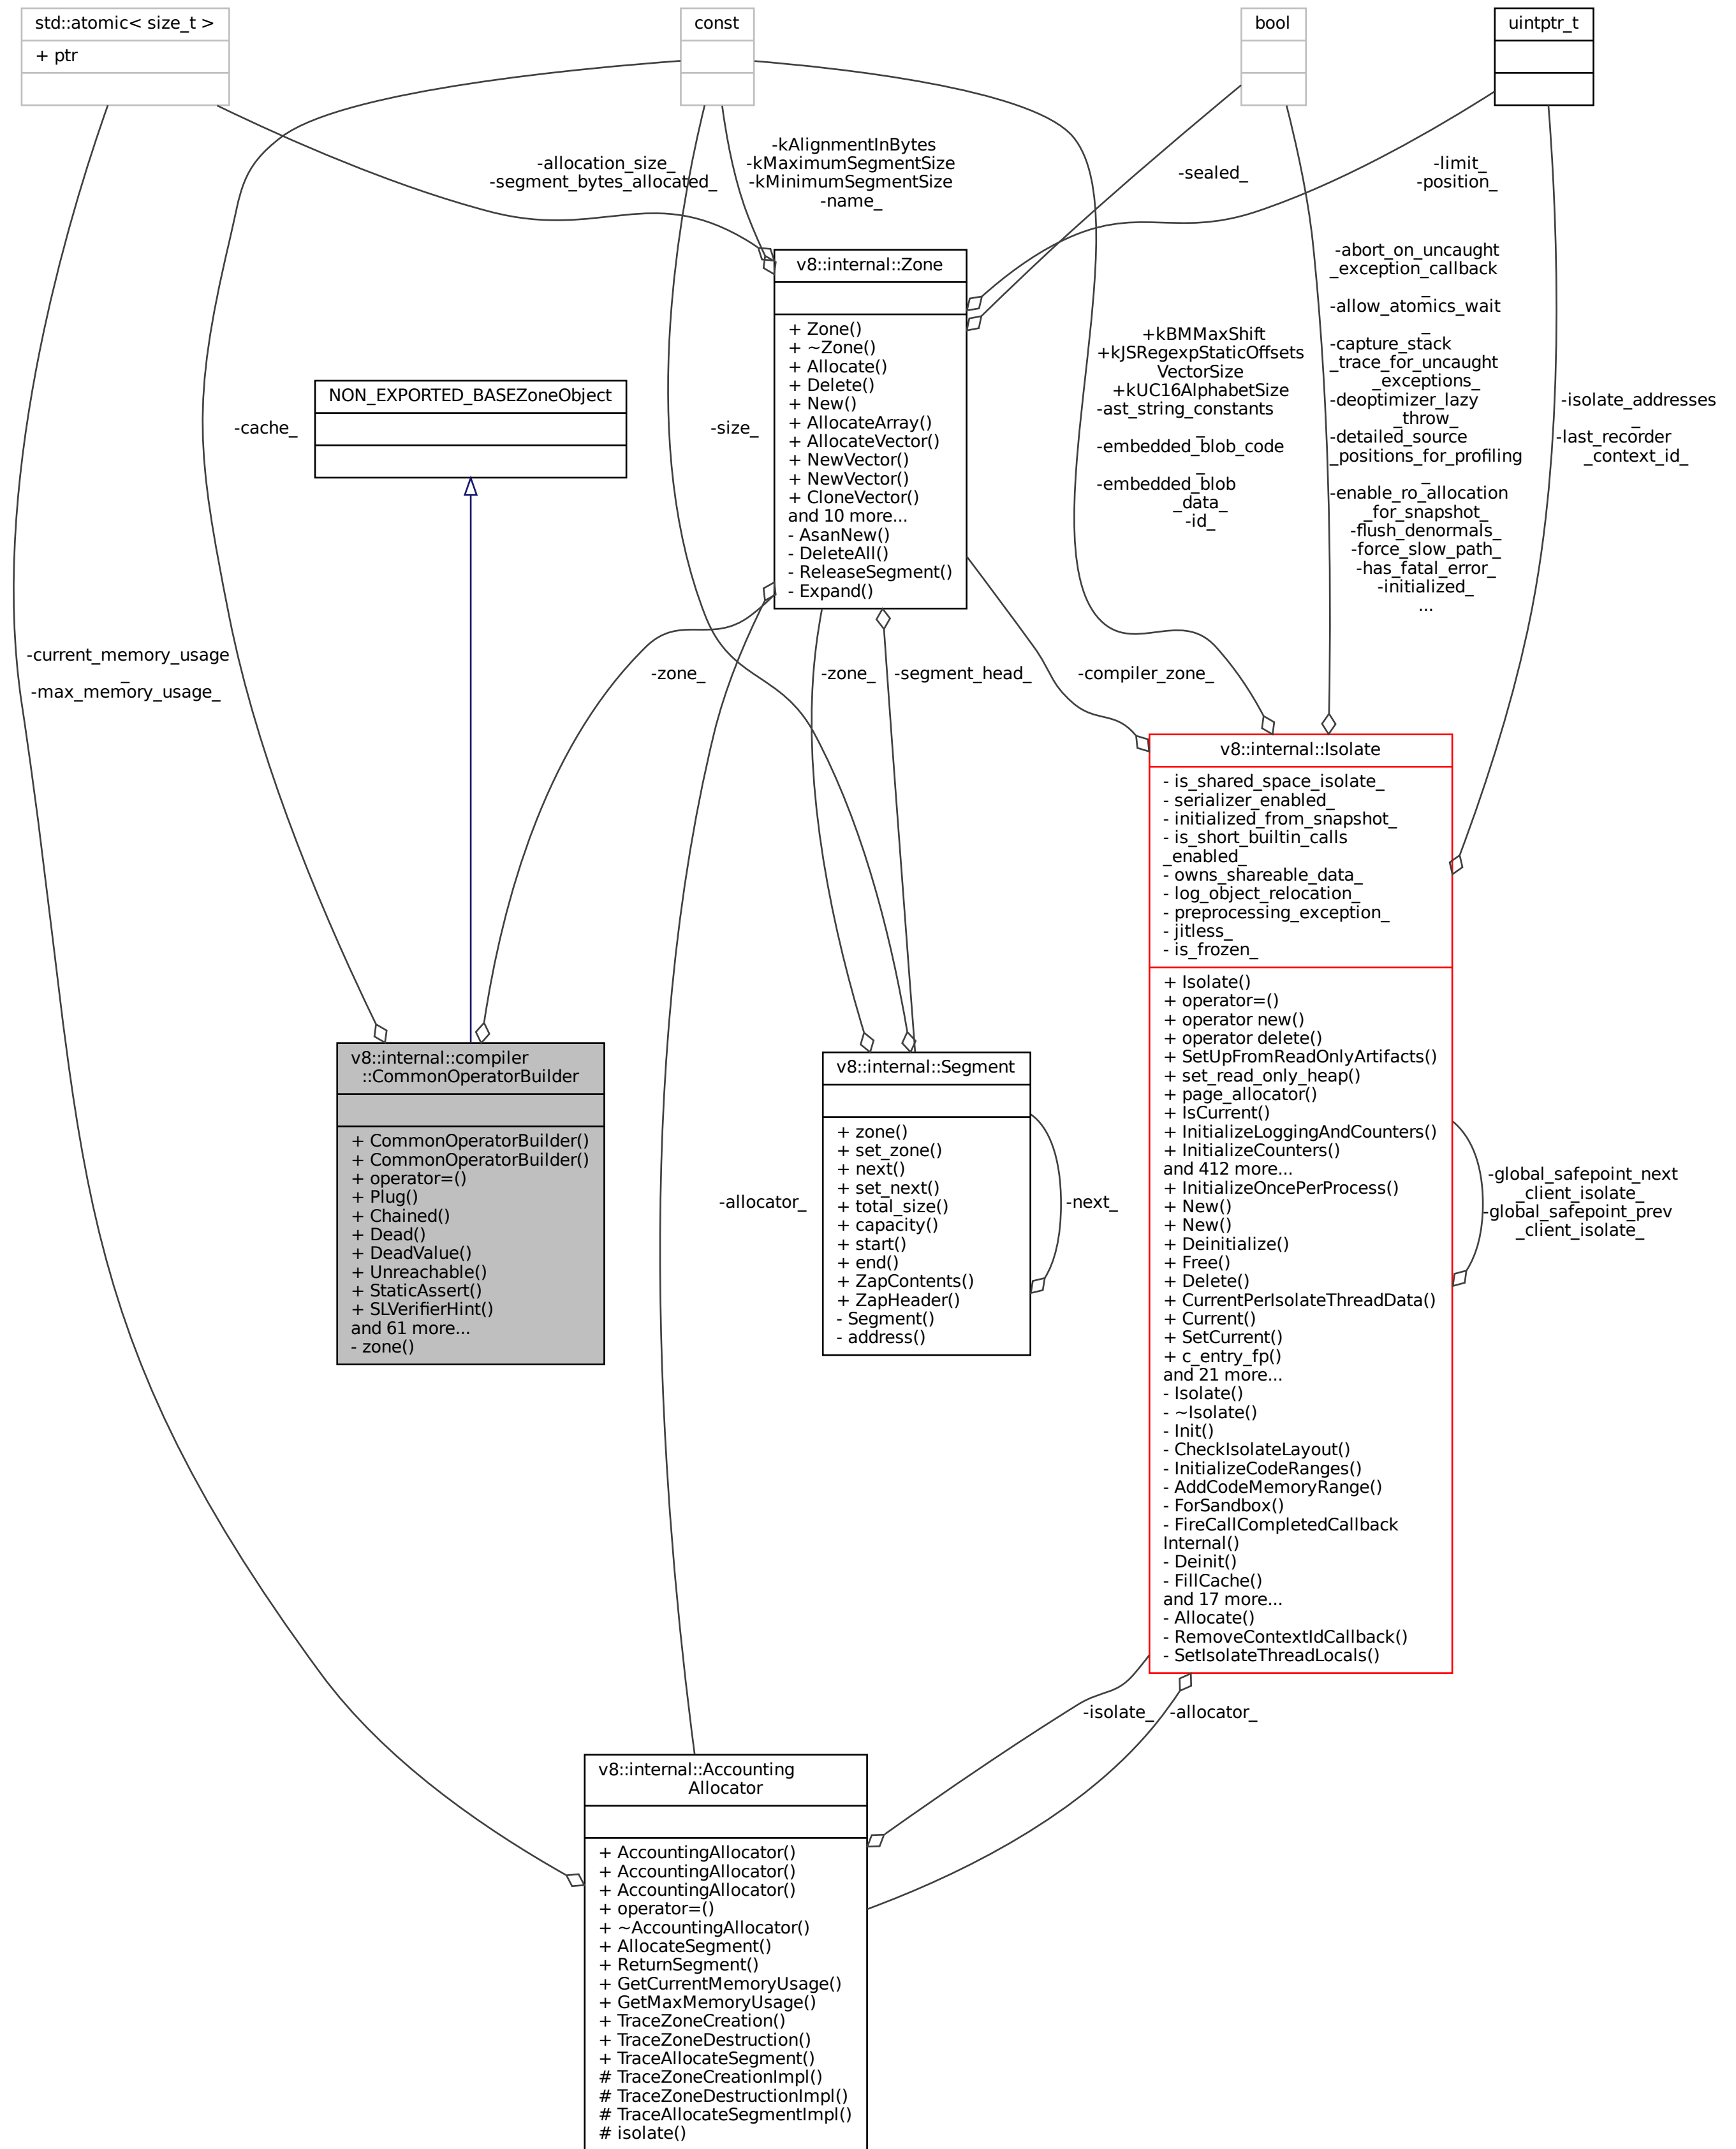 std::atomic< size_t >
+ ptr
const
bool
uintptr_t
-allocation_size_
-segment_bytes_allocated_
-kAlignmentInBytes
-kMaximumSegmentSize
-kMinimumSegmentSize
-name_
-sealed_
-limit_
-position_
v8::internal::Zone
+ Zone()
+ ~Zone()
+ Allocate()
+ Delete()
+ New()
+ AllocateArray()
+ AllocateVector()
+ NewVector()
+ NewVector()
+ CloneVector()
and 10 more...
- AsanNew()
- DeleteAll()
- ReleaseSegment()
- Expand()
-abort_on_uncaught
_exception_callback
_
-allow_atomics_wait
_
-capture_stack
_trace_for_uncaught
_exceptions_
-deoptimizer_lazy
_throw_
-detailed_source
_positions_for_profiling
_
-enable_ro_allocation
_for_snapshot_
-flush_denormals_
-force_slow_path_
-has_fatal_error_
-initialized_
...
+kBMMaxShift
+kJSRegexpStaticOffsets
VectorSize
+kUC16AlphabetSize
-ast_string_constants
_
-embedded_blob_code
_
-embedded_blob
_data_
-id_
-isolate_addresses
_
-last_recorder
_context_id_
-cache_
NON_EXPORTED_BASEZoneObject
-size_
-current_memory_usage
_
-max_memory_usage_
-zone_
-zone_
-segment_head_
-compiler_zone_
v8::internal::Isolate
- is_shared_space_isolate_
- serializer_enabled_
- initialized_from_snapshot_
- is_short_builtin_calls
_enabled_
- owns_shareable_data_
- log_object_relocation_
- preprocessing_exception_
- jitless_
- is_frozen_
+ Isolate()
+ operator=()
+ operator new()
+ operator delete()
+ SetUpFromReadOnlyArtifacts()
+ set_read_only_heap()
+ page_allocator()
+ IsCurrent()
+ InitializeLoggingAndCounters()
+ InitializeCounters()
and 412 more...
+ InitializeOncePerProcess()
+ New()
+ New()
+ Deinitialize()
+ Free()
+ Delete()
+ CurrentPerIsolateThreadData()
+ Current()
+ SetCurrent()
+ c_entry_fp()
and 21 more...
- Isolate()
- ~Isolate()
- Init()
- CheckIsolateLayout()
- InitializeCodeRanges()
- AddCodeMemoryRange()
- ForSandbox()
- FireCallCompletedCallback
Internal()
- Deinit()
- FillCache()
and 17 more...
- Allocate()
- RemoveContextIdCallback()
- SetIsolateThreadLocals()
v8::internal::compiler
::CommonOperatorBuilder
+ CommonOperatorBuilder()
+ CommonOperatorBuilder()
+ operator=()
+ Plug()
+ Chained()
+ Dead()
+ DeadValue()
+ Unreachable()
+ StaticAssert()
+ SLVerifierHint()
and 61 more...
- zone()
v8::internal::Segment
+ zone()
+ set_zone()
+ next()
+ set_next()
+ total_size()
+ capacity()
+ start()
+ end()
+ ZapContents()
+ ZapHeader()
- Segment()
- address()
-allocator_
-next_
-global_safepoint_next
_client_isolate_
-global_safepoint_prev
_client_isolate_
-isolate_
-allocator_
v8::internal::Accounting
Allocator
+ AccountingAllocator()
+ AccountingAllocator()
+ AccountingAllocator()
+ operator=()
+ ~AccountingAllocator()
+ AllocateSegment()
+ ReturnSegment()
+ GetCurrentMemoryUsage()
+ GetMaxMemoryUsage()
+ TraceZoneCreation()
+ TraceZoneDestruction()
+ TraceAllocateSegment()
# TraceZoneCreationImpl()
# TraceZoneDestructionImpl()
# TraceAllocateSegmentImpl()
# isolate()